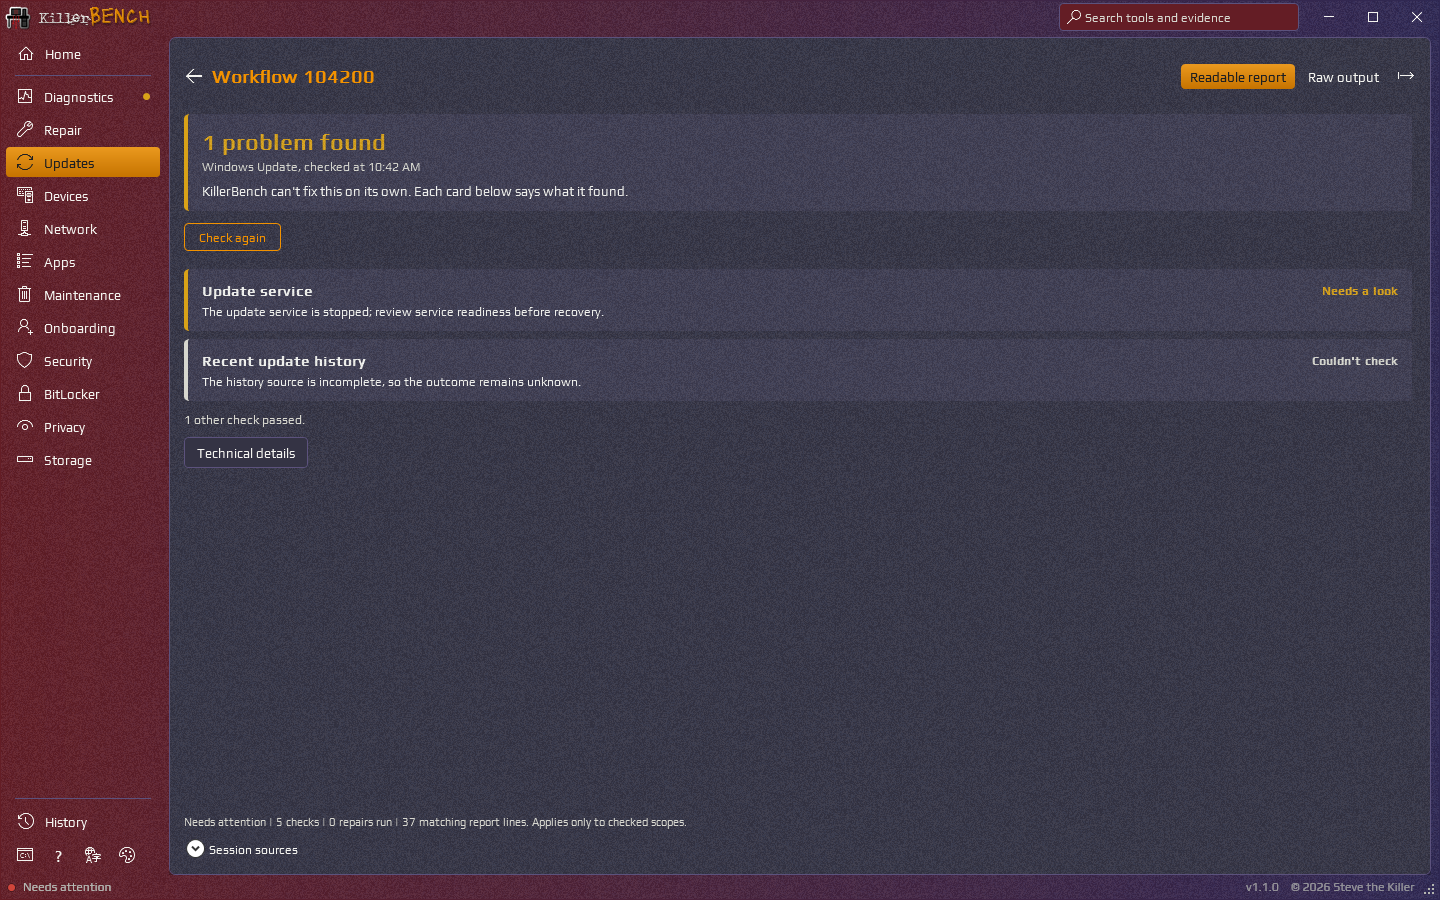 KillerBENCH
Search tools and evidence
Home
Diagnostics
Repair
Updates
Devices
Network
Apps
Maintenance
Onboarding
Security
BitLocker
Privacy
Storage
History
?
Needs attention
Workflow 104200
Readable report
Raw output
1 problem found
Windows Update, checked at 10:42 AM
KillerBench can't fix this on its own. Each card below says what it found.
Check again
Update service
Needs a look
The update service is stopped; review service readiness before recovery.
Recent update history
Couldn't check
The history source is incomplete, so the outcome remains unknown.
1 other check passed.
Technical details
Needs attention | 5 checks | 0 repairs run | 37 matching report lines. Applies only to checked scopes.
Session sources
v1.1.0
© 2026 Steve the Killer